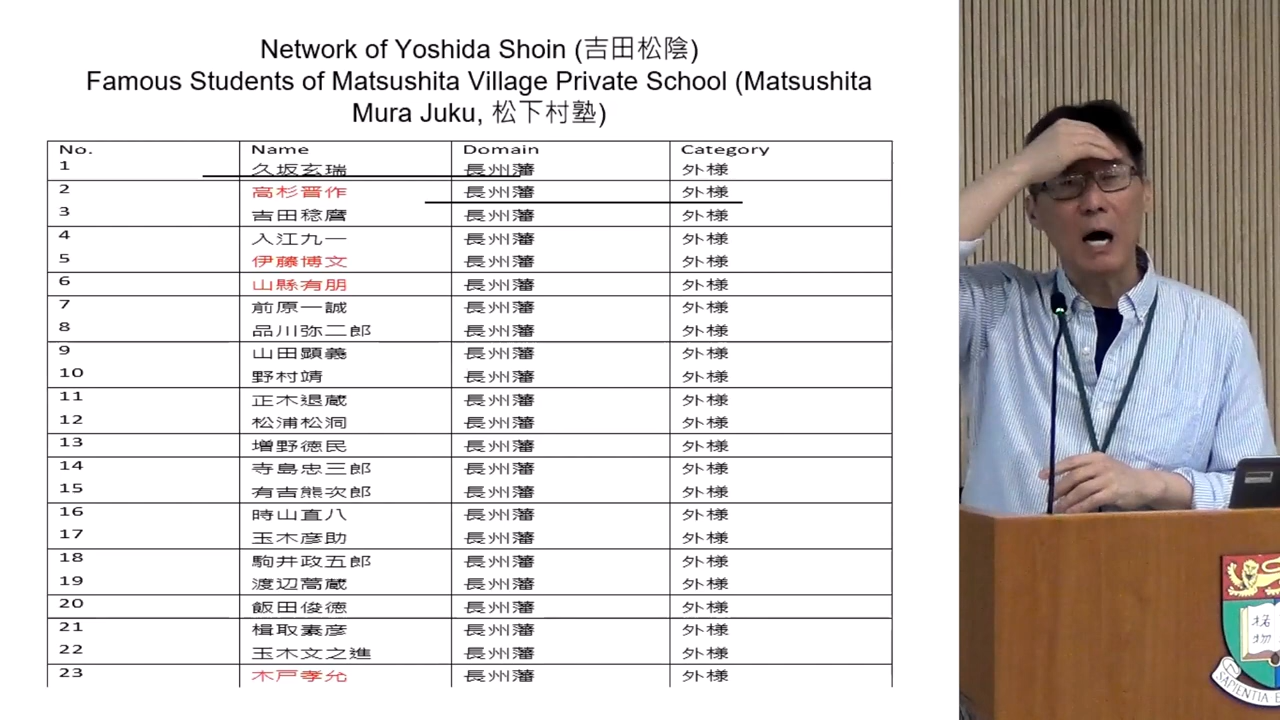 Network of Yoshida Shoin (吉田松陰)
Famous Students of Matsushita Village Private School (Matsushita
Mura Juku, 松下村塾)
No. Name Domain Category
1 久坂玄瑞 長州藩 外様
2 高杉晋作 長州藩 外様
3 吉田稔麿 長州藩 外様
4 入江九一 長州藩 外様
5 伊藤博文 長州藩 外様
6 山縣有朋 長州藩 外様
7 前原一誠 長州藩 外様
8 品川弥二郎 長州藩 外様
9 山田顕義 長州藩 外様
10 野村靖 長州藩 外様
11 正木退蔵 長州藩 外様
12 松浦松洞 長州藩 外様
13 増野徳民 長州藩 外様
14 寺島忠三郎 長州藩 外様
15 有吉熊次郎 長州藩 外様
16 時山直八 長州藩 外様
17 玉木彦助 長州藩 外様
18 駒井政五郎 長州藩 外様
19 渡辺蒿蔵 長州藩 外様
20 飯田俊徳 長州藩 外様
21 楫取素彦 長州藩 外様
22 玉木文之進 長州藩 外様
23 木戸孝允 長州藩 外様
明
格
物
SAPIENTIA E